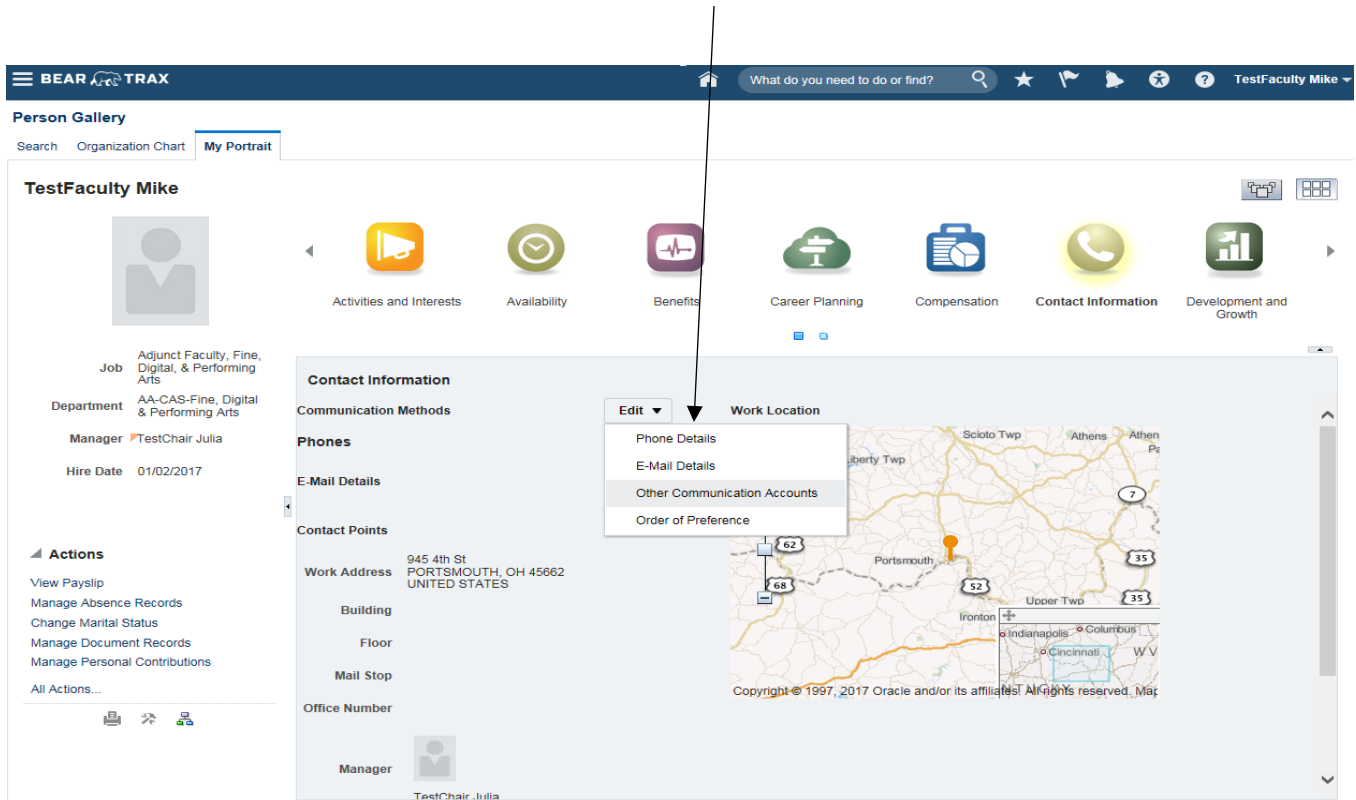 BEAR TRAX
What do you need to do or find?
TestFaculty Mike
Person Gallery
Search Organization Chart My Portrait
TestFaculty Mike
Activities and Interests Availability Benefits Career Planning Compensation Contact Information Development and
Growth
Job Adjunct Faculty, Fine,
Digital, & Performing
Arts
Department AA-CAS-Fine, Digital
& Performing Arts
Manager TestChair Julia
Hire Date 01/02/2017
Actions
View Payslip
Manage Absence Records
Change Marital Status
Manage Document Records
Manage Personal Contributions
All Actions...
Contact Information
Communication Methods
Edit
Phone Details
E-Mail Details
Other Communication Accounts
Order of Preference
Phones
E-Mail Details
Contact Points
Work Address 945 4th St
PORTSMOUTH, OH 45662
UNITED STATES
Building
Floor
Mail Stop
Office Number
Manager
TestChair Julia
Work Location
Scioto Twp Athens Athen
Liberty Twp
7
62
Portsmouth
35
68
52
Upper Twp
35
Ironton
Indianapolis Columbus
Cincinnati W V
Copyright © 1997, 2017 Oracle and/or its affiliates! All rights reserved. Map